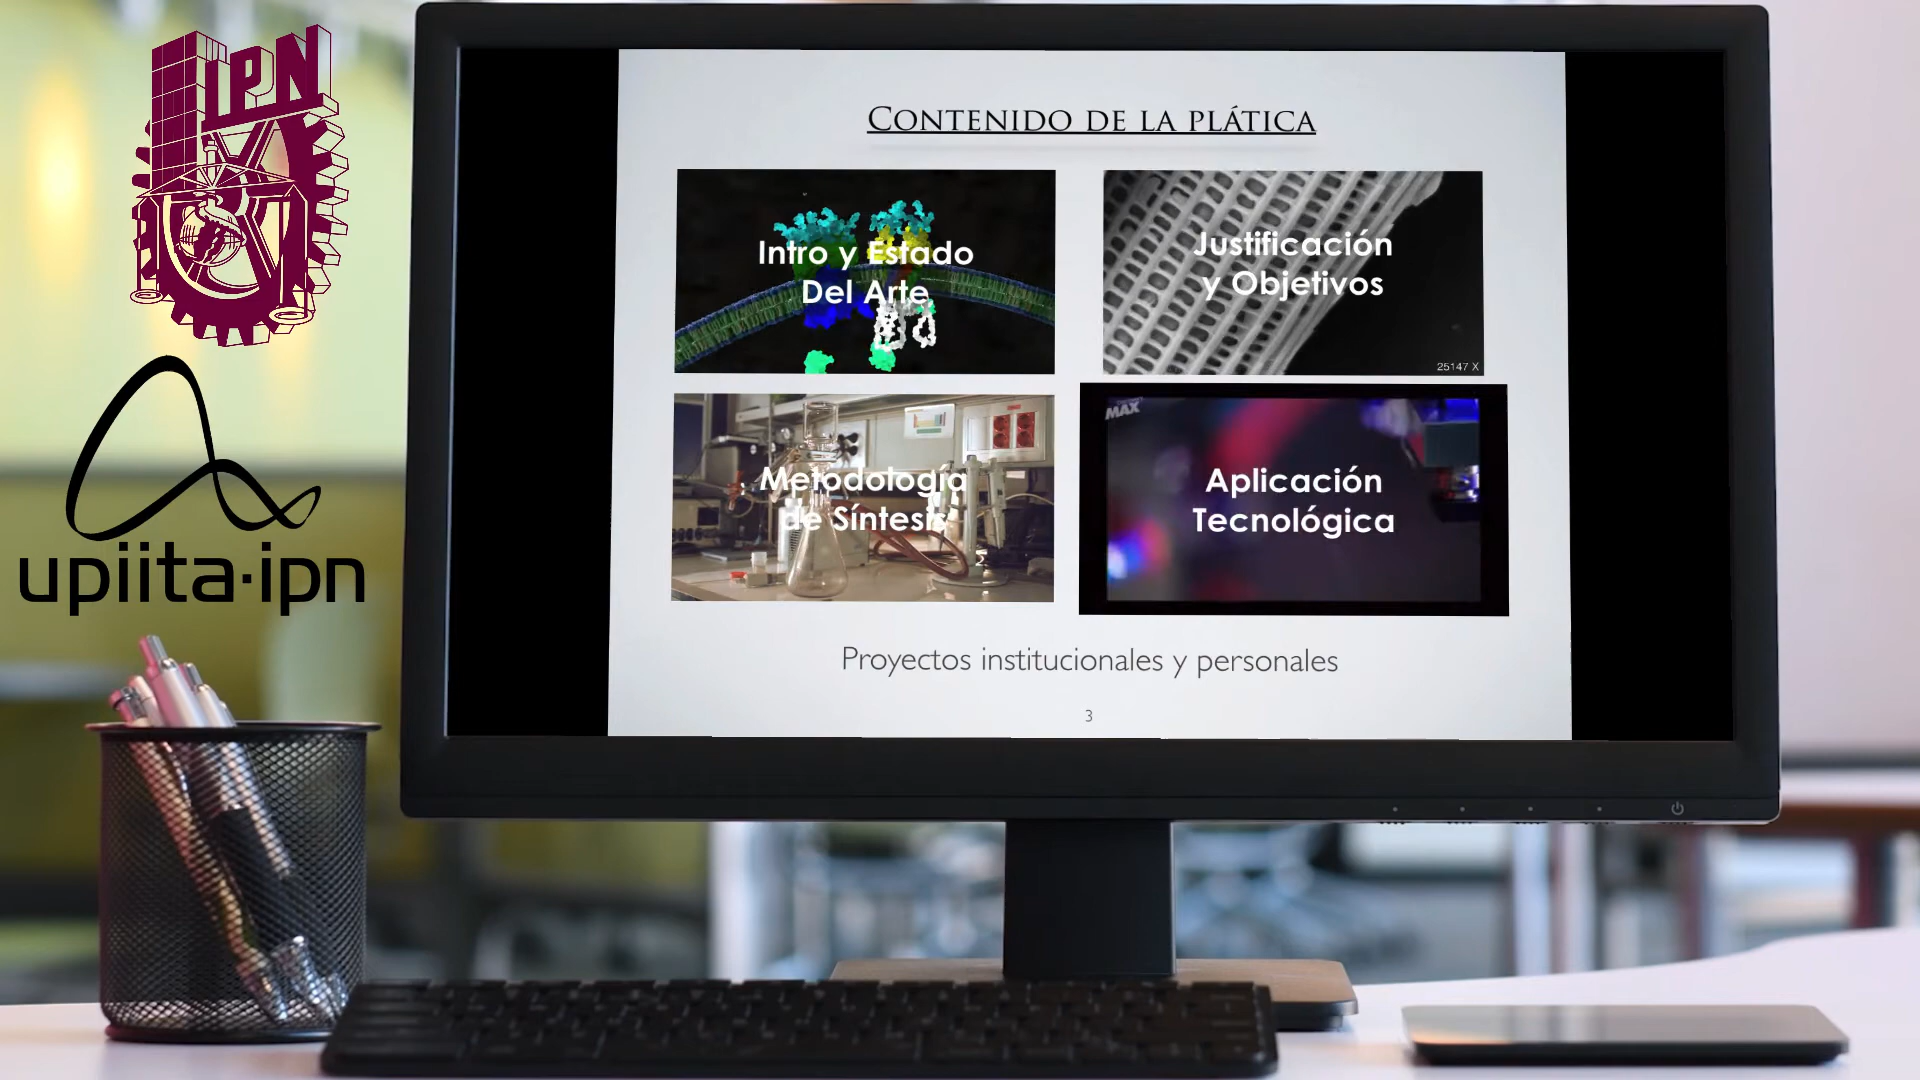 IPN
upiita·ipn
CONTENIDO DE LA PLÁTICA
Intro y Estado
Del Arte
Justificación
y Objetivos
25147 X
Metodología
de Síntesis
MAX
Aplicación
Tecnológica
Proyectos institucionales y personales
3